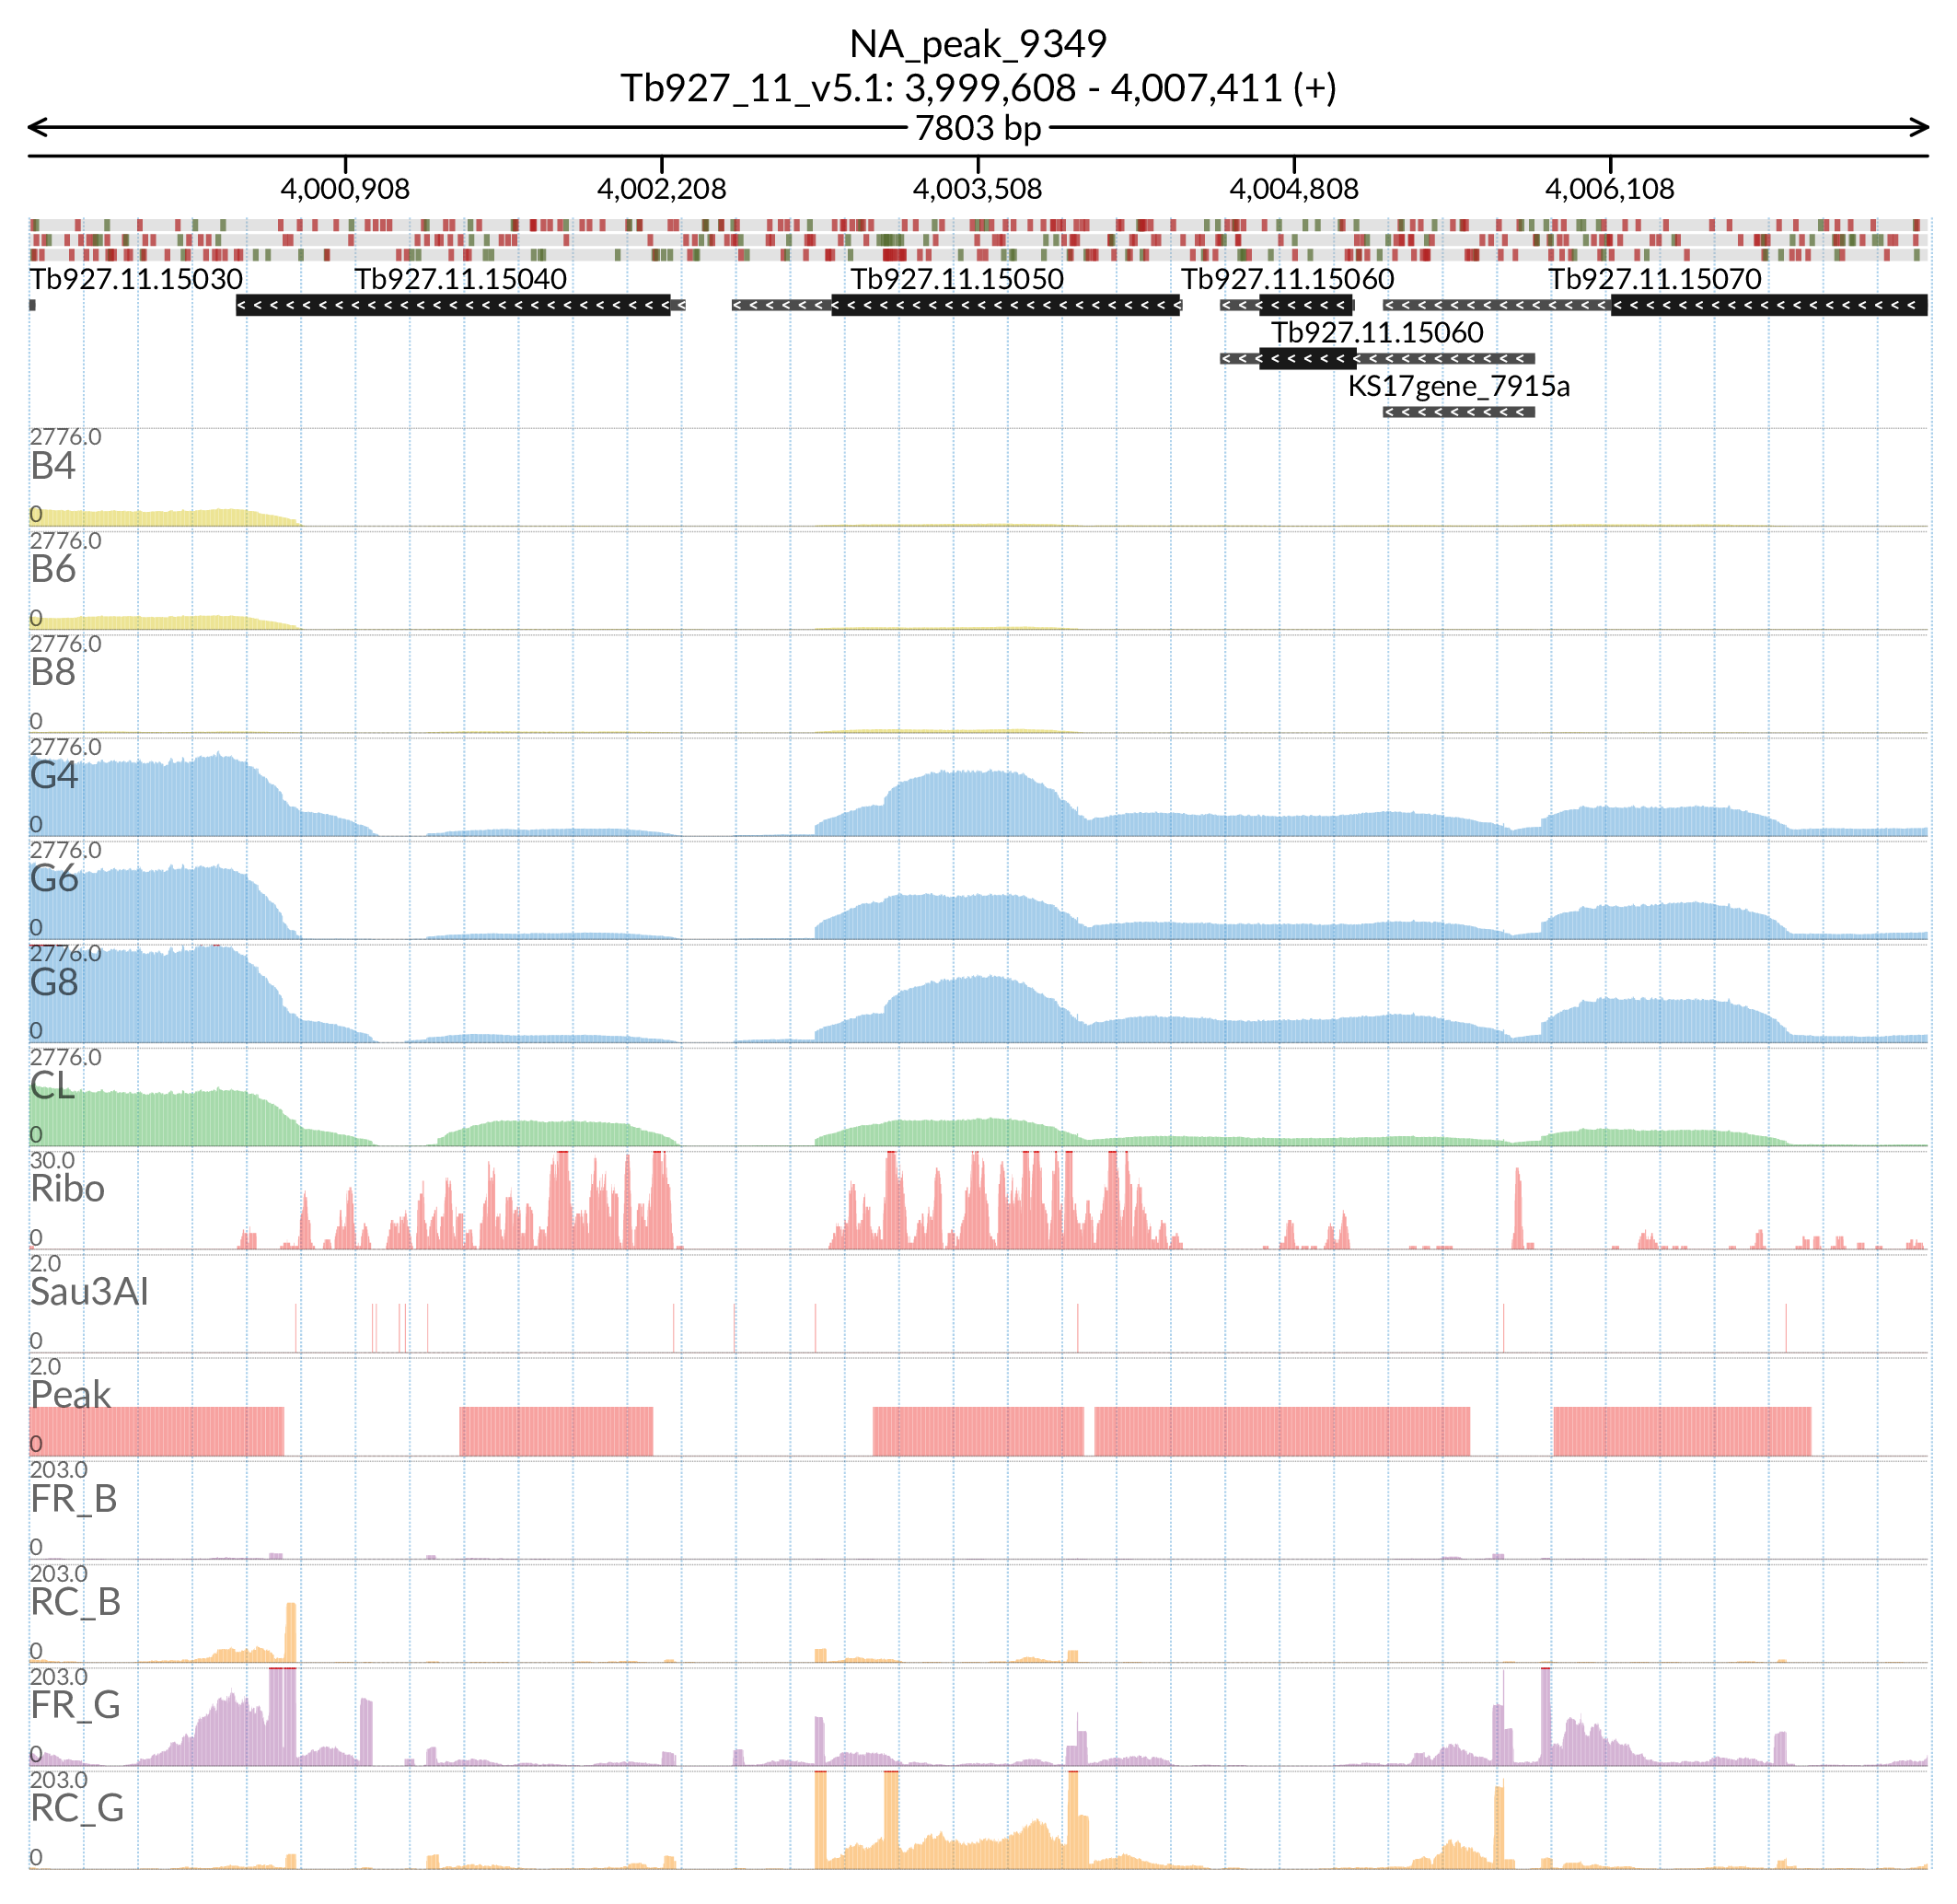 NA_peak_9349
Tb927_11_v5.1: 3,999,608 - 4,007,411 (+)
7803 bp
4,000,908 4,002,208 4,003,508 4,004,808 4,006,108
Tb927.11.15030 Tb927.11.15040 Tb927.11.15050 Tb927.11.15060 Tb927.11.15070
Tb927.11.15060
KS17gene_7915a
2776.0
B4
0
2776.0
B6
0
2776.0
B8
0
2776.0
G4
0
2776.0
G6
0
2776.0
G8
0
2776.0
CL
0
30.0
Ribo
0
2.0
Sau3AI
0
2.0
Peak
0
203.0
FR_B
0
203.0
RC_B
0
203.0
FR_G
0
203.0
RC_G
0